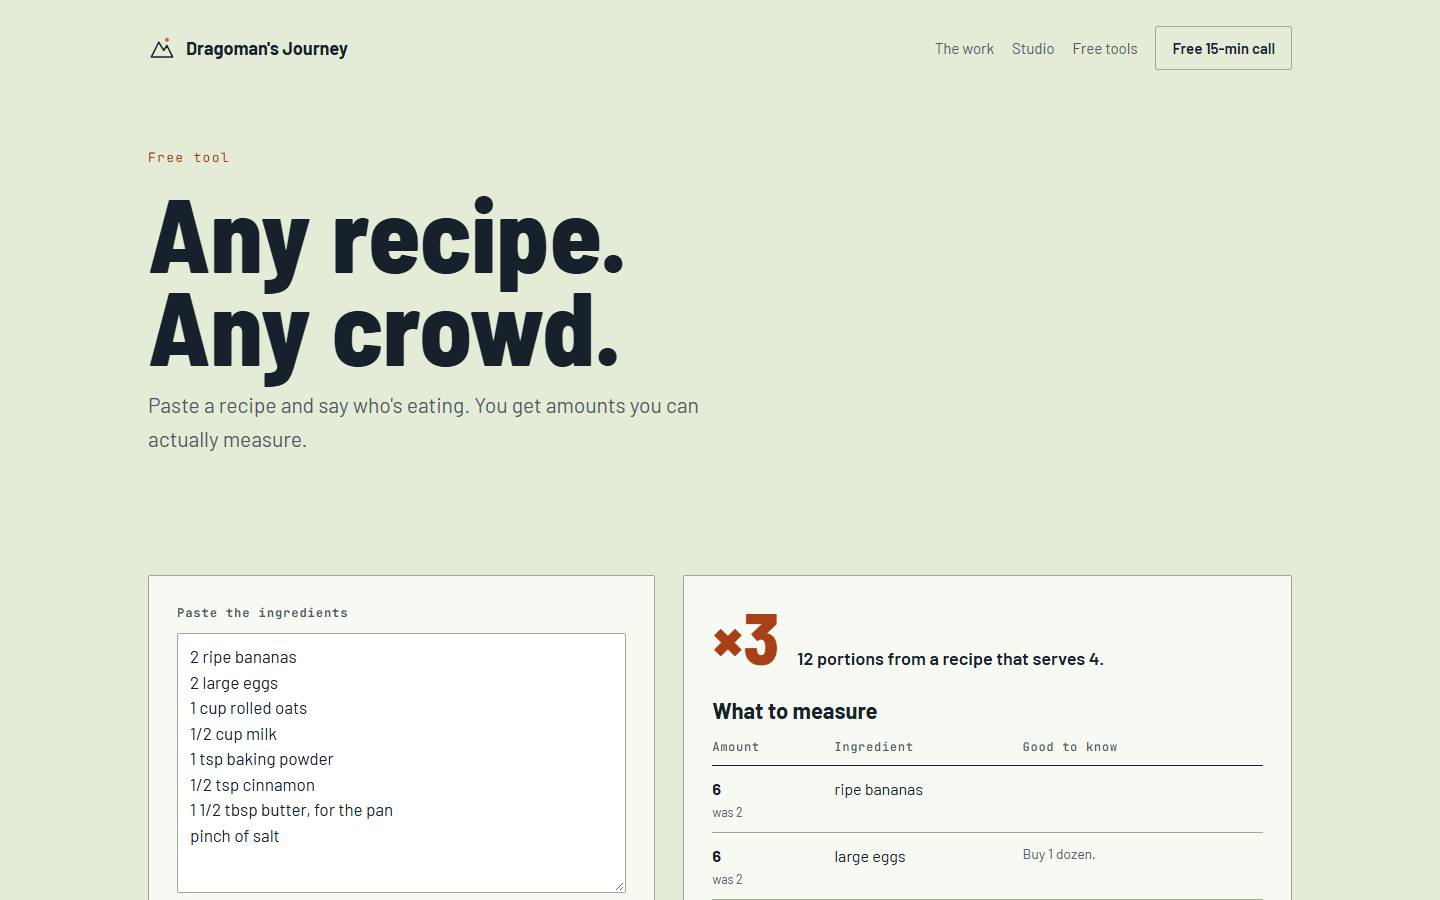 Dragoman's Journey
The work
Studio
Free tools
Free 15-min call
Free tool
Any recipe.
Any crowd.
Paste a recipe and say who's eating. You get amounts you can
actually measure.
Paste the ingredients
2 ripe bananas
2 large eggs
1 cup rolled oats
1/2 cup milk
1 tsp baking powder
1/2 tsp cinnamon
1 1/2 tbsp butter, for the pan
pinch of salt
×3
12 portions from a recipe that serves 4.
What to measure
Amount Ingredient Good to know
6 ripe bananas
was 2
6 large eggs Buy 1 dozen.
was 2